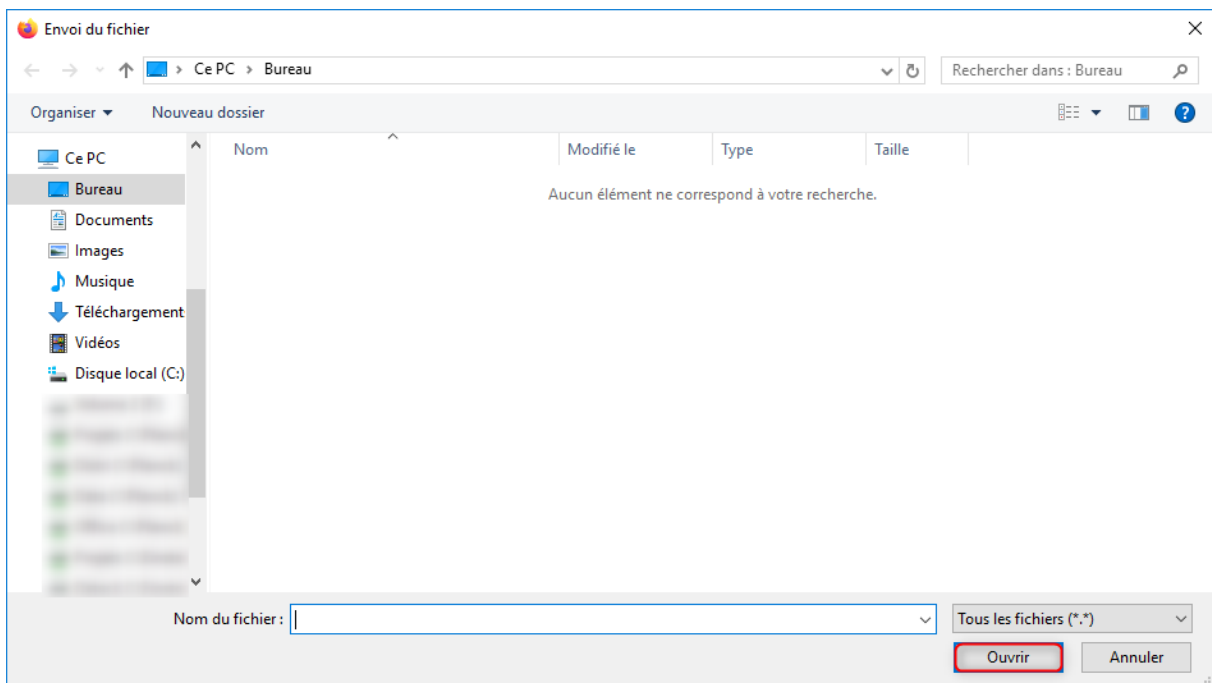 Envoi du fichier
Ce PC > Bureau
Rechercher dans : Bureau
Organiser
Nouveau dossier
?
Nom
Modifié le
Type
Taille
Ce PC
Bureau
Documents
Images
Musique
Téléchargement
Vidéos
Disque local (C:)
Aucun élément ne correspond à votre recherche.
Nom du fichier :
Tous les fichiers (*.*)
Ouvrir
Annuler